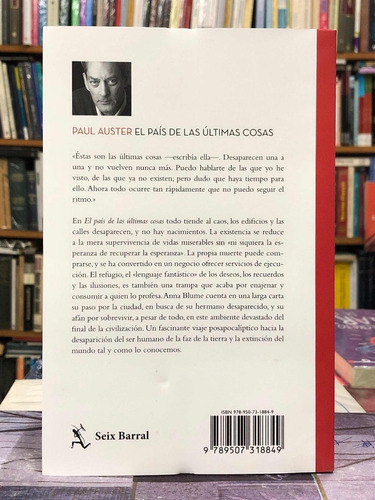 PAUL AUSTER EL PAÍS DE LAS ÚLTIMAS COSAS
«Éstas son las últimas cosas —escribía ella—. Desaparecen una a
una y no vuelven nunca más. Puedo hablarte de las que yo he
visto, de las que ya no existen; pero dudo que haya tiempo para
ello. Ahora todo ocurre tan rápidamente que no puedo seguir el
ritmo.»
En El país de las últimas cosas todo tiende al caos, los edificios y las
calles desaparecen, y no hay nacimientos. La existencia se reduce
a la mera supervivencia de vidas miserables sin «ni siquiera la es-
peranza de recuperar la esperanza». La propia muerte puede com-
prarse, y se ha convertido en un negocio ofrecer servicios de ejecu-
ción. El refugio, el «lenguaje fantástico» de los deseos, los recuerdos
y las ilusiones, es también una trampa que acaba por enajenar y
consumir a quien lo profesa. Anna Blume cuenta en una larga carta
su paso por la ciudad, en busca de su hermano desaparecido, y su
afán por sobrevivir, a pesar de todo, en este ambiente devastado del
final de la civilización. Un fascinante viaje posapocalíptico hacia la
desaparición del ser humano de la faz de la tierra y la extinción del
mundo tal y como lo conocemos.
ISBN 978-950-73-1884-9
9 789507 318849
Seix Barral